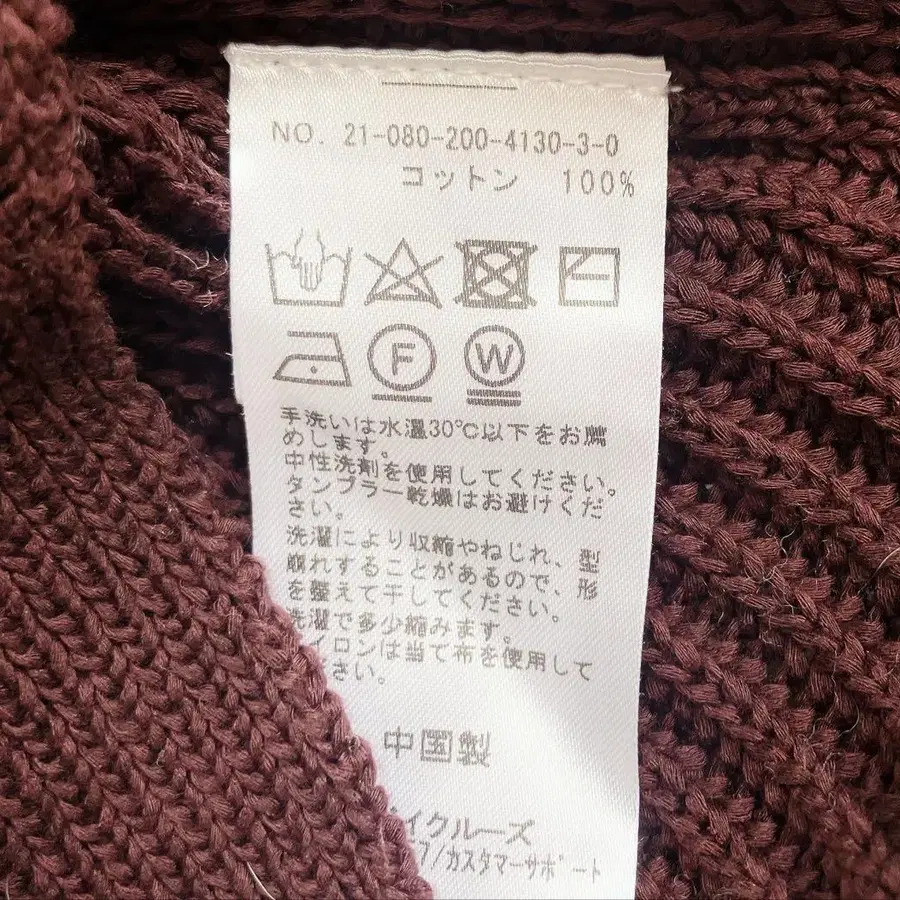 NO. 21-080-200-4130-3-0
コットン 100%
F W
手洗いは水温30℃以下をお薦
めします。
中性洗剤を使用してください。
タンブラー乾燥はお避けくだ
さい。
洗濯により収縮やねじれ、型
崩れすることがあるので、形
を整えて干してください。
洗濯で多少縮みます。
イロンは当て布を使用して
ださい。
中国製
イクルーズ
/カスタマーサポート